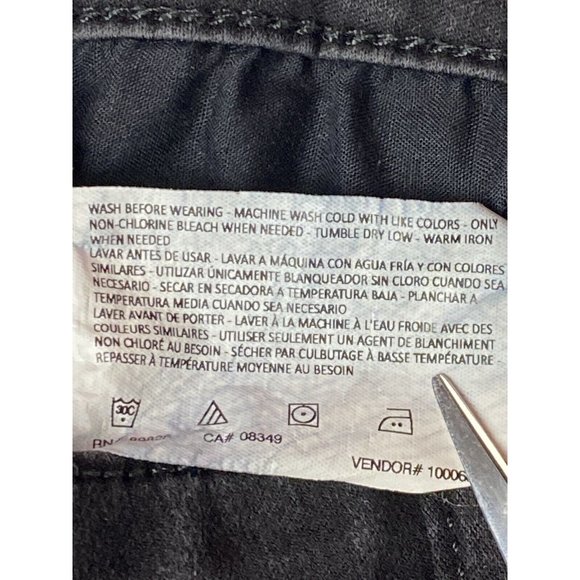 WASH BEFORE WEARING - MACHINE WASH COLD WITH LIKE COLORS - ONLY
NON-CHLORINE BLEACH WHEN NEEDED - TUMBLE DRY LOW - WARM IRON
WHEN NEEDED
LAVAR ANTES DE USAR - LAVAR A MÁQUINA CON AGUA FRÍA Y CON COLORES
SIMILARES - UTILIZAR ÚNICAMENTE BLANQUEADOR SIN CLORO CUANDO SEA
NECESARIO - SECAR EN SECADORA A TEMPERATURA BAJA - PLANCHAR A
TEMPERATURA MEDIA CUANDO SEA NECESARIO
LAVER AVANT DE PORTER - LAVER À LA MACHINE À L'EAU FROIDE AVEC DES
COULEURS SIMILAIRES - UTILISER SEULEMENT UN AGENT DE BLANCHIMENT
NON CHLORÉ AU BESOIN - SÉCHER PAR CULBUTAGE À BASSE TEMPÉRATURE -
REPASSER À TEMPÉRATURE MOYENNE AU BESOIN
30C
RN# CA# 08349
VENDOR#